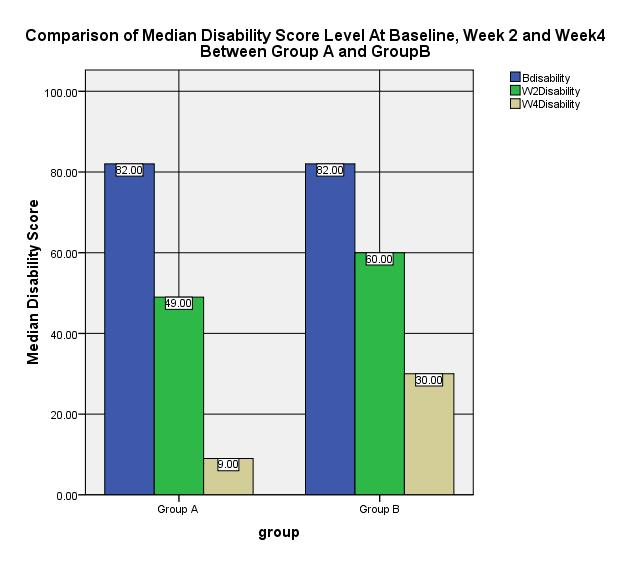 Comparison of Median Disability Score Level At Baseline, Week 2 and Week4
Between Group A and GroupB
Bdisability
W2Disability
W4Disability
Median Disability Score
100.00
80.00
60.00
40.00
20.00
0.00
82.00
49.00
9.00
82.00
60.00
30.00
Group A
Group B
group